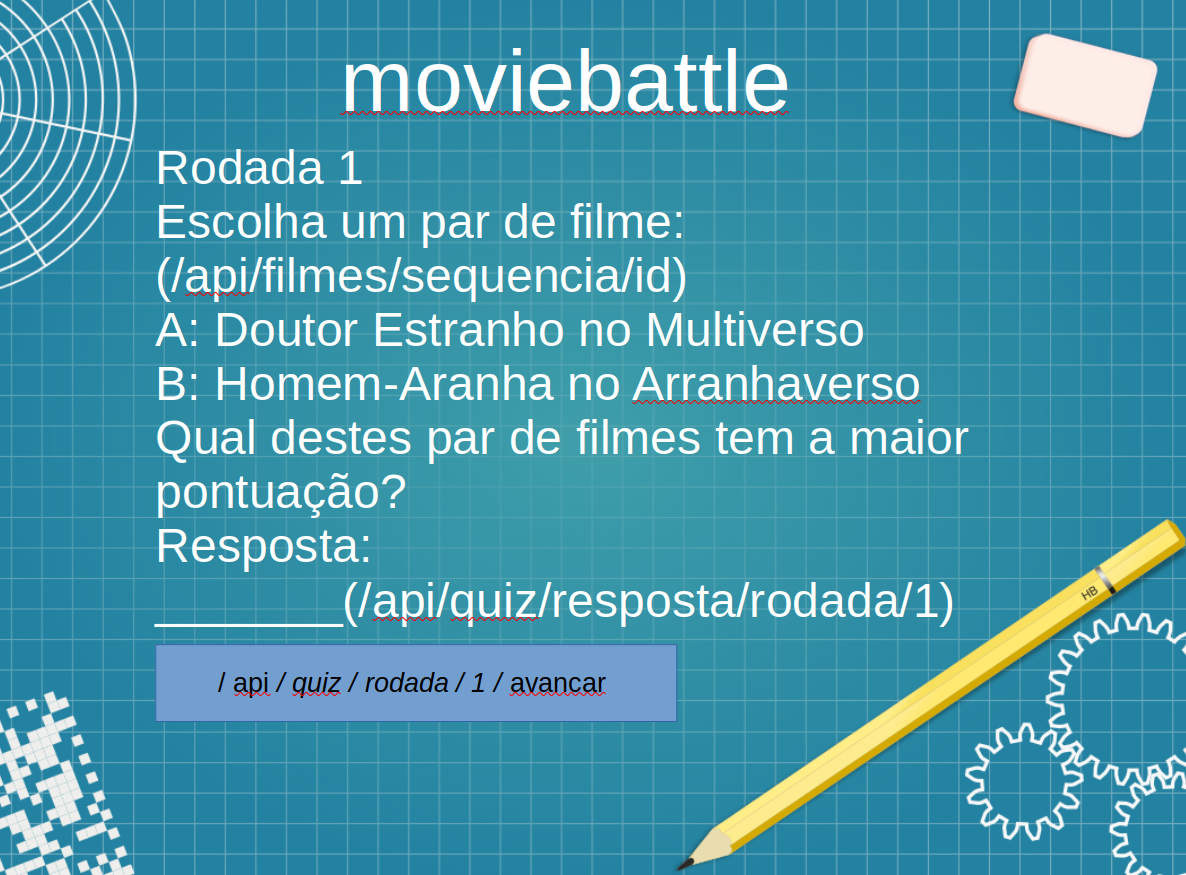 moviebattle
Rodada 1
Escolha um par de filme:
(/api/filmes/sequencia/id)
A: Doutor Estranho no Multiverso
B: Homem-Aranha no Arranhaverso
Qual destes par de filmes tem a maior
pontuação?
Resposta:
_______(/api/quiz/resposta/rodada/1)
/ api / quiz / rodada / 1 / avancar
HB